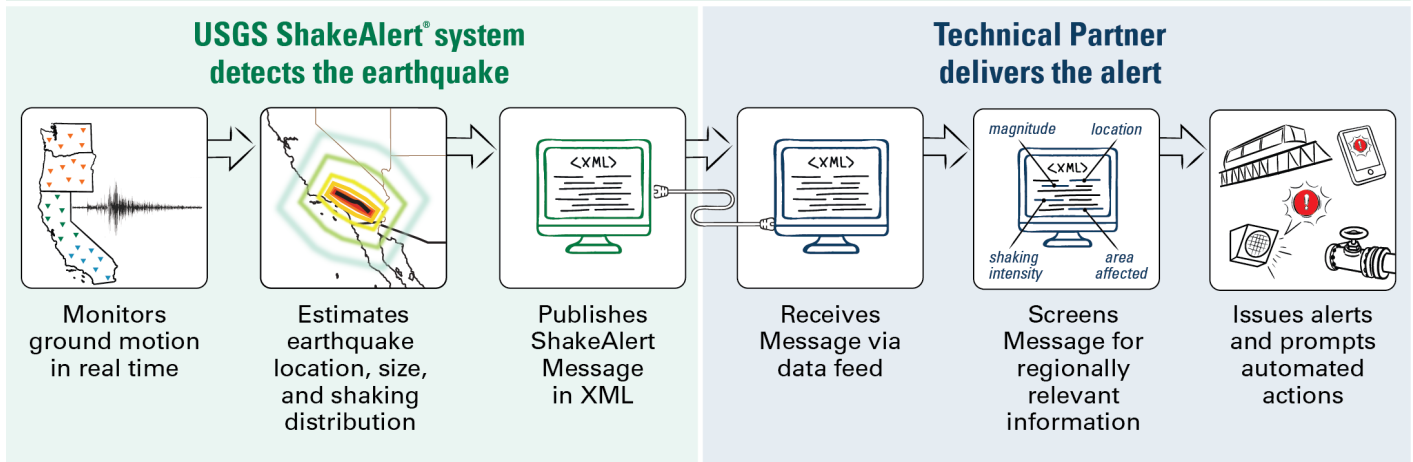 USGS ShakeAlert® system
detects the earthquake
Technical Partner
delivers the alert
<XML>
<XML>
magnitude
location
<XML>
shaking
intensity
area
affected
!
!
Monitors
ground motion
in real time
Estimates
earthquake
location, size,
and shaking
distribution
Publishes
ShakeAlert
Message
in XML
Receives
Message via
data feed
Screens
Message for
regionally
relevant
information
Issues alerts
and prompts
automated
actions